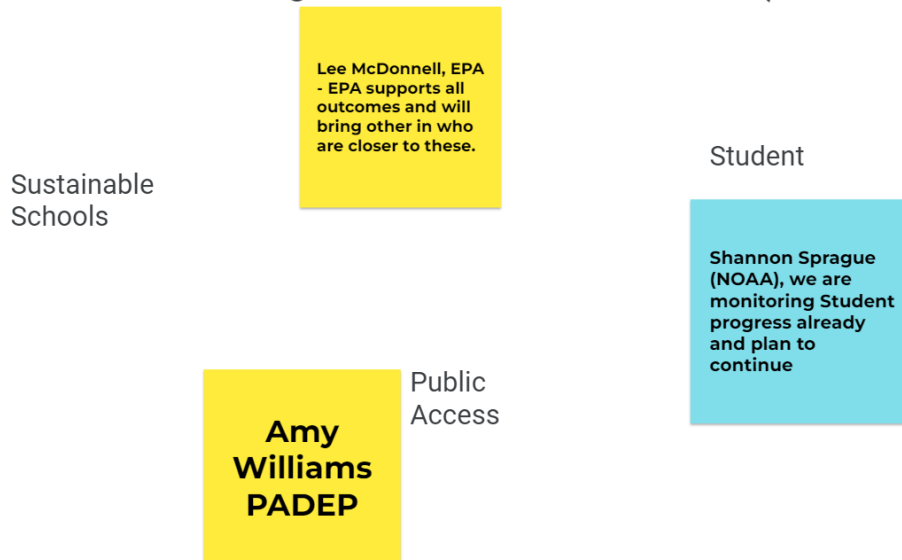 Lee McDonnell, EPA
- EPA supports all
outcomes and will
bring other in who
are closer to these.
Student
Sustainable
Schools
Shannon Sprague
(NOAA), we are
monitoring Student
progress already
and plan to
continue
Public
Access
Amy
Williams
PADEP